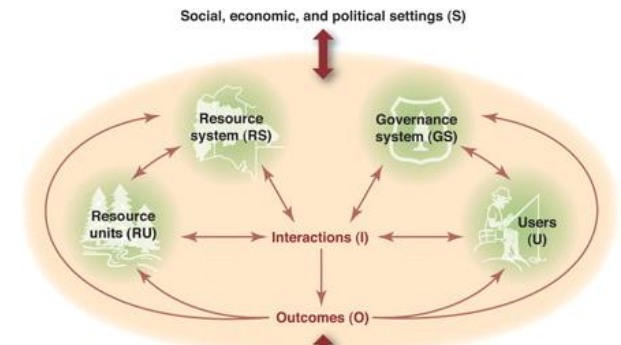 Social, economic, and political settings (S)
Resource
system (RS)
Governance
system (GS)
Resource
units (RU)
Interactions (I)
Users
(U)
Outcomes (O)